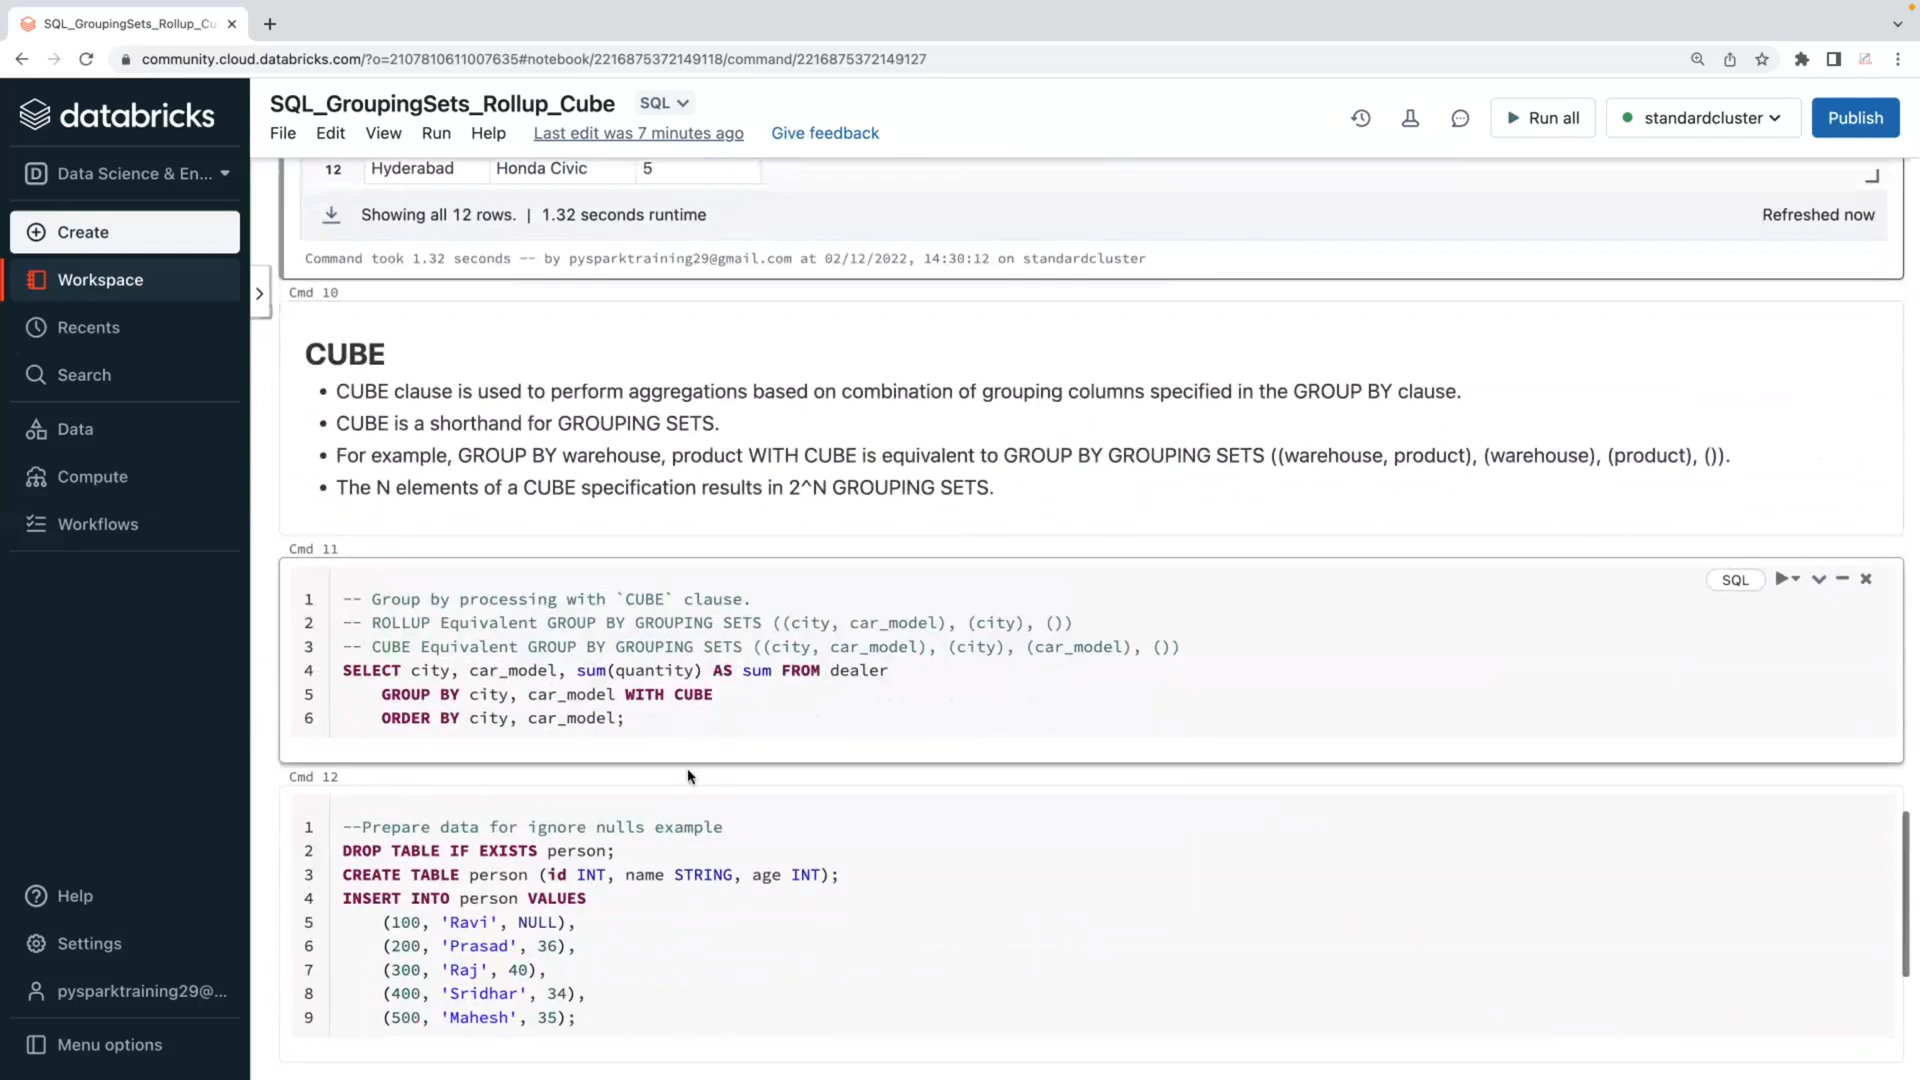 SQL_GroupingSets_Rollup_Cu
community.cloud.databricks.com/?o=2107810611007635#notebook/2216875372149118/command/2216875372149127
databricks
SQL_GroupingSets_Rollup_Cube SQL
File Edit View Run Help Last edit was 7 minutes ago Give feedback
Run all standardcluster Publish
D Data Science & En...
Create
Workspace
Recents
Search
Data
Compute
Workflows
Help
Settings
pysparktraining29@...
Menu options
12 Hyderabad Honda Civic 5
Showing all 12 rows. | 1.32 seconds runtime Refreshed now
Command took 1.32 seconds -- by pysparktraining29@gmail.com at 02/12/2022, 14:30:12 on standardcluster
Cmd 10
CUBE
• CUBE clause is used to perform aggregations based on combination of grouping columns specified in the GROUP BY clause.
• CUBE is a shorthand for GROUPING SETS.
• For example, GROUP BY warehouse, product WITH CUBE is equivalent to GROUP BY GROUPING SETS ((warehouse, product), (warehouse), (product), ()).
• The N elements of a CUBE specification results in 2^N GROUPING SETS.
Cmd 11
SQL
1 -- Group by processing with `CUBE` clause.
2 -- ROLLUP Equivalent GROUP BY GROUPING SETS ((city, car_model), (city), ())
3 -- CUBE Equivalent GROUP BY GROUPING SETS ((city, car_model), (city), (car_model), ())
4 SELECT city, car_model, sum(quantity) AS sum FROM dealer
5 GROUP BY city, car_model WITH CUBE
6 ORDER BY city, car_model;
Cmd 12
1 --Prepare data for ignore nulls example
2 DROP TABLE IF EXISTS person;
3 CREATE TABLE person (id INT, name STRING, age INT);
4 INSERT INTO person VALUES
5 (100, 'Ravi', NULL),
6 (200, 'Prasad', 36),
7 (300, 'Raj', 40),
8 (400, 'Sridhar', 34),
9 (500, 'Mahesh', 35);